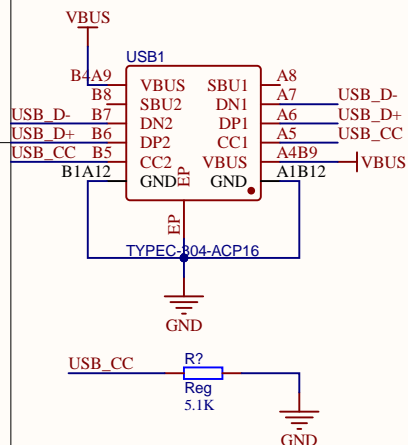 VBUS
USB1
B4A9 VBUS SBU1 A8
B8 SBU2 DN1 A7 USB_D-
USB_D- B7 DN2 DP1 A6 USB_D+
USB_D+ B6 DP2 CC1 A5 USB_CC
USB_CC B5 CC2 VBUS A4B9 VBUS
B1A12 GND EP GND A1B12
EP
TYPEC-304-ACP16
GND
USB_CC R?
Reg
5.1K
GND